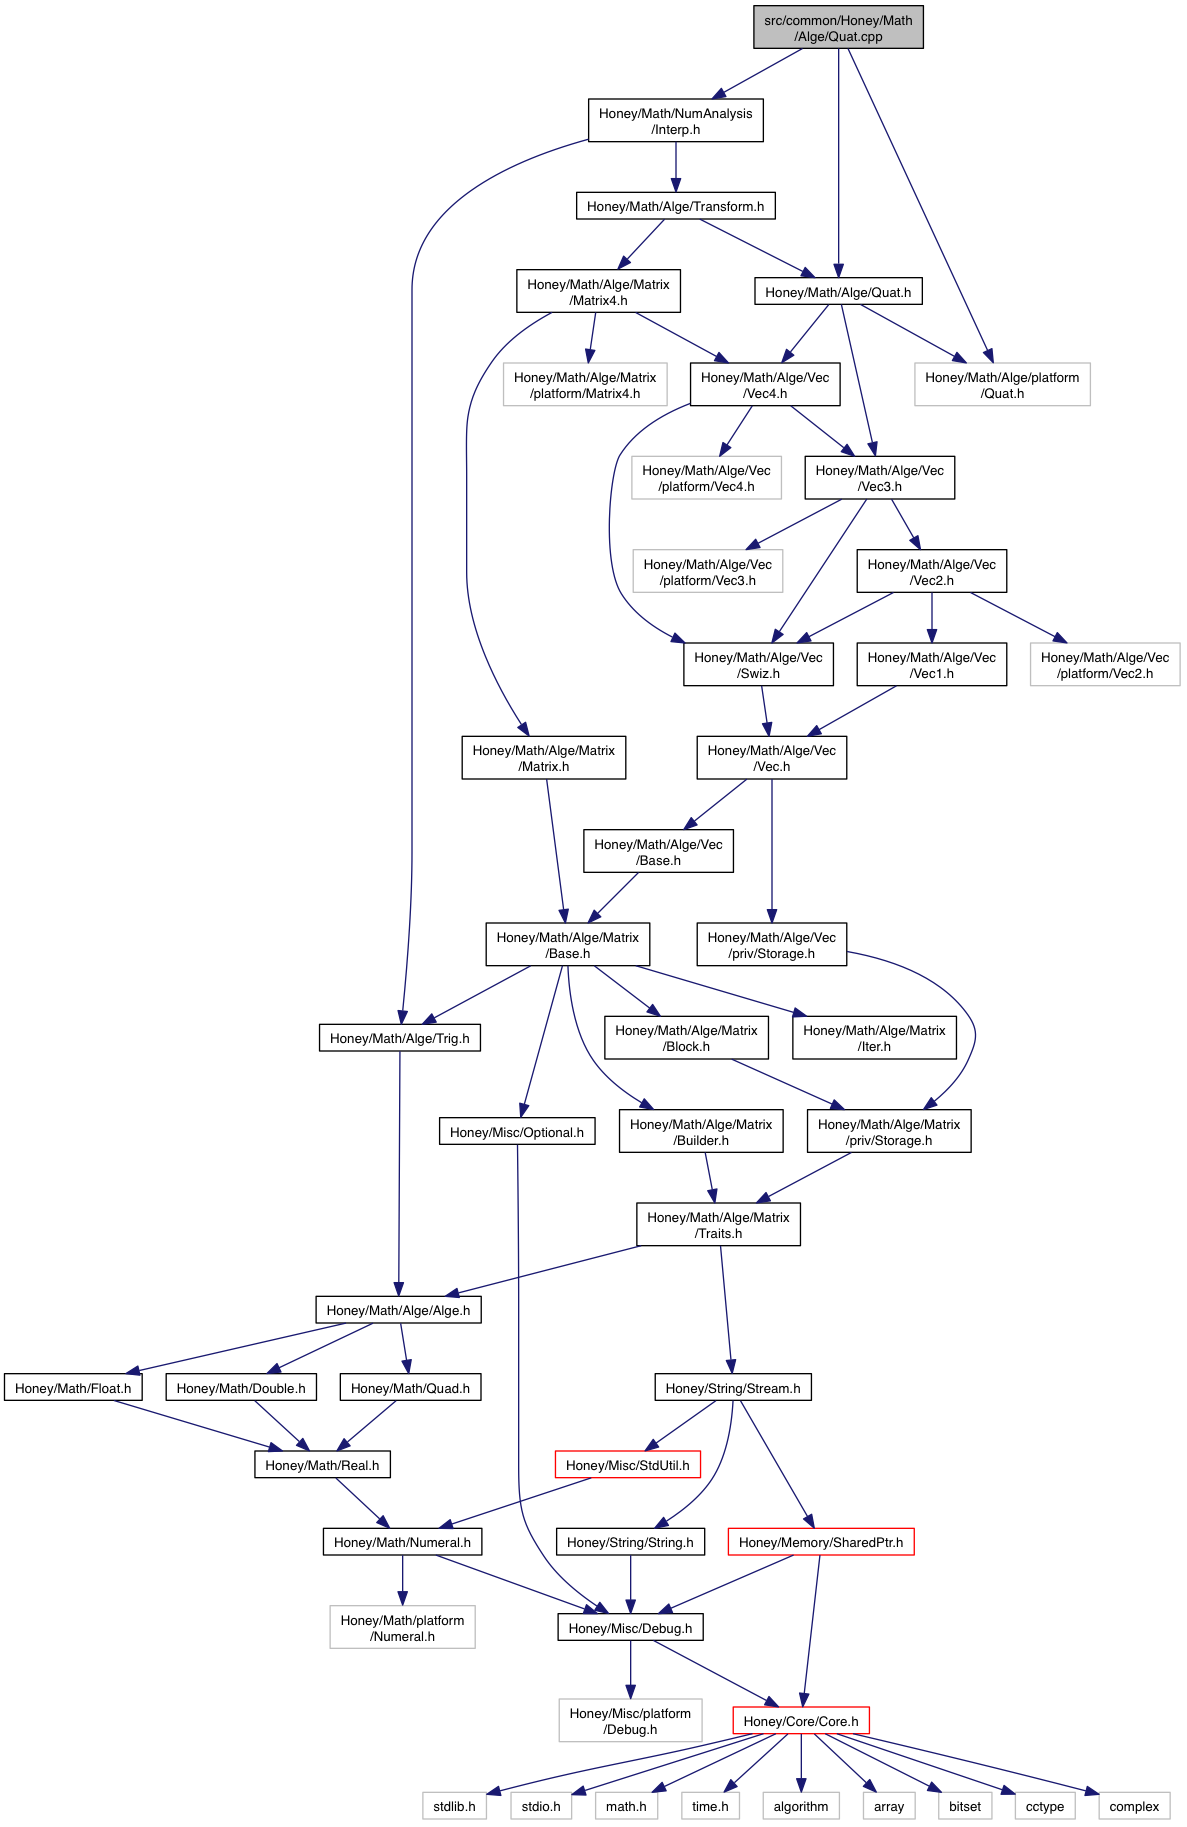 src/common/Honey/Math
/Alge/Quat.cpp
Honey/Math/NumAnalysis
/Interp.h
Honey/Math/Alge/Transform.h
Honey/Math/Alge/Matrix
/Matrix4.h
Honey/Math/Alge/Quat.h
Honey/Math/Alge/Matrix
/platform/Matrix4.h
Honey/Math/Alge/Vec
/Vec4.h
Honey/Math/Alge/platform
/Quat.h
Honey/Math/Alge/Vec
/platform/Vec4.h
Honey/Math/Alge/Vec
/Vec3.h
Honey/Math/Alge/Vec
/platform/Vec3.h
Honey/Math/Alge/Vec
/Vec2.h
Honey/Math/Alge/Vec
/Swiz.h
Honey/Math/Alge/Vec
/Vec1.h
Honey/Math/Alge/Vec
/platform/Vec2.h
Honey/Math/Alge/Matrix
/Matrix.h
Honey/Math/Alge/Vec
/Vec.h
Honey/Math/Alge/Vec
/Base.h
Honey/Math/Alge/Matrix
/Base.h
Honey/Math/Alge/Vec
/priv/Storage.h
Honey/Math/Alge/Trig.h
Honey/Math/Alge/Matrix
/Block.h
Honey/Math/Alge/Matrix
/Iter.h
Honey/Misc/Optional.h
Honey/Math/Alge/Matrix
/Builder.h
Honey/Math/Alge/Matrix
/priv/Storage.h
Honey/Math/Alge/Matrix
/Traits.h
Honey/Math/Alge/Alge.h
Honey/Math/Float.h
Honey/Math/Double.h
Honey/Math/Quad.h
Honey/String/Stream.h
Honey/Math/Real.h
Honey/Misc/StdUtil.h
Honey/Math/Numeral.h
Honey/String/String.h
Honey/Memory/SharedPtr.h
Honey/Math/platform
/Numeral.h
Honey/Misc/Debug.h
Honey/Misc/platform
/Debug.h
Honey/Core/Core.h
stdlib.h
stdio.h
math.h
time.h
algorithm
array
bitset
cctype
complex